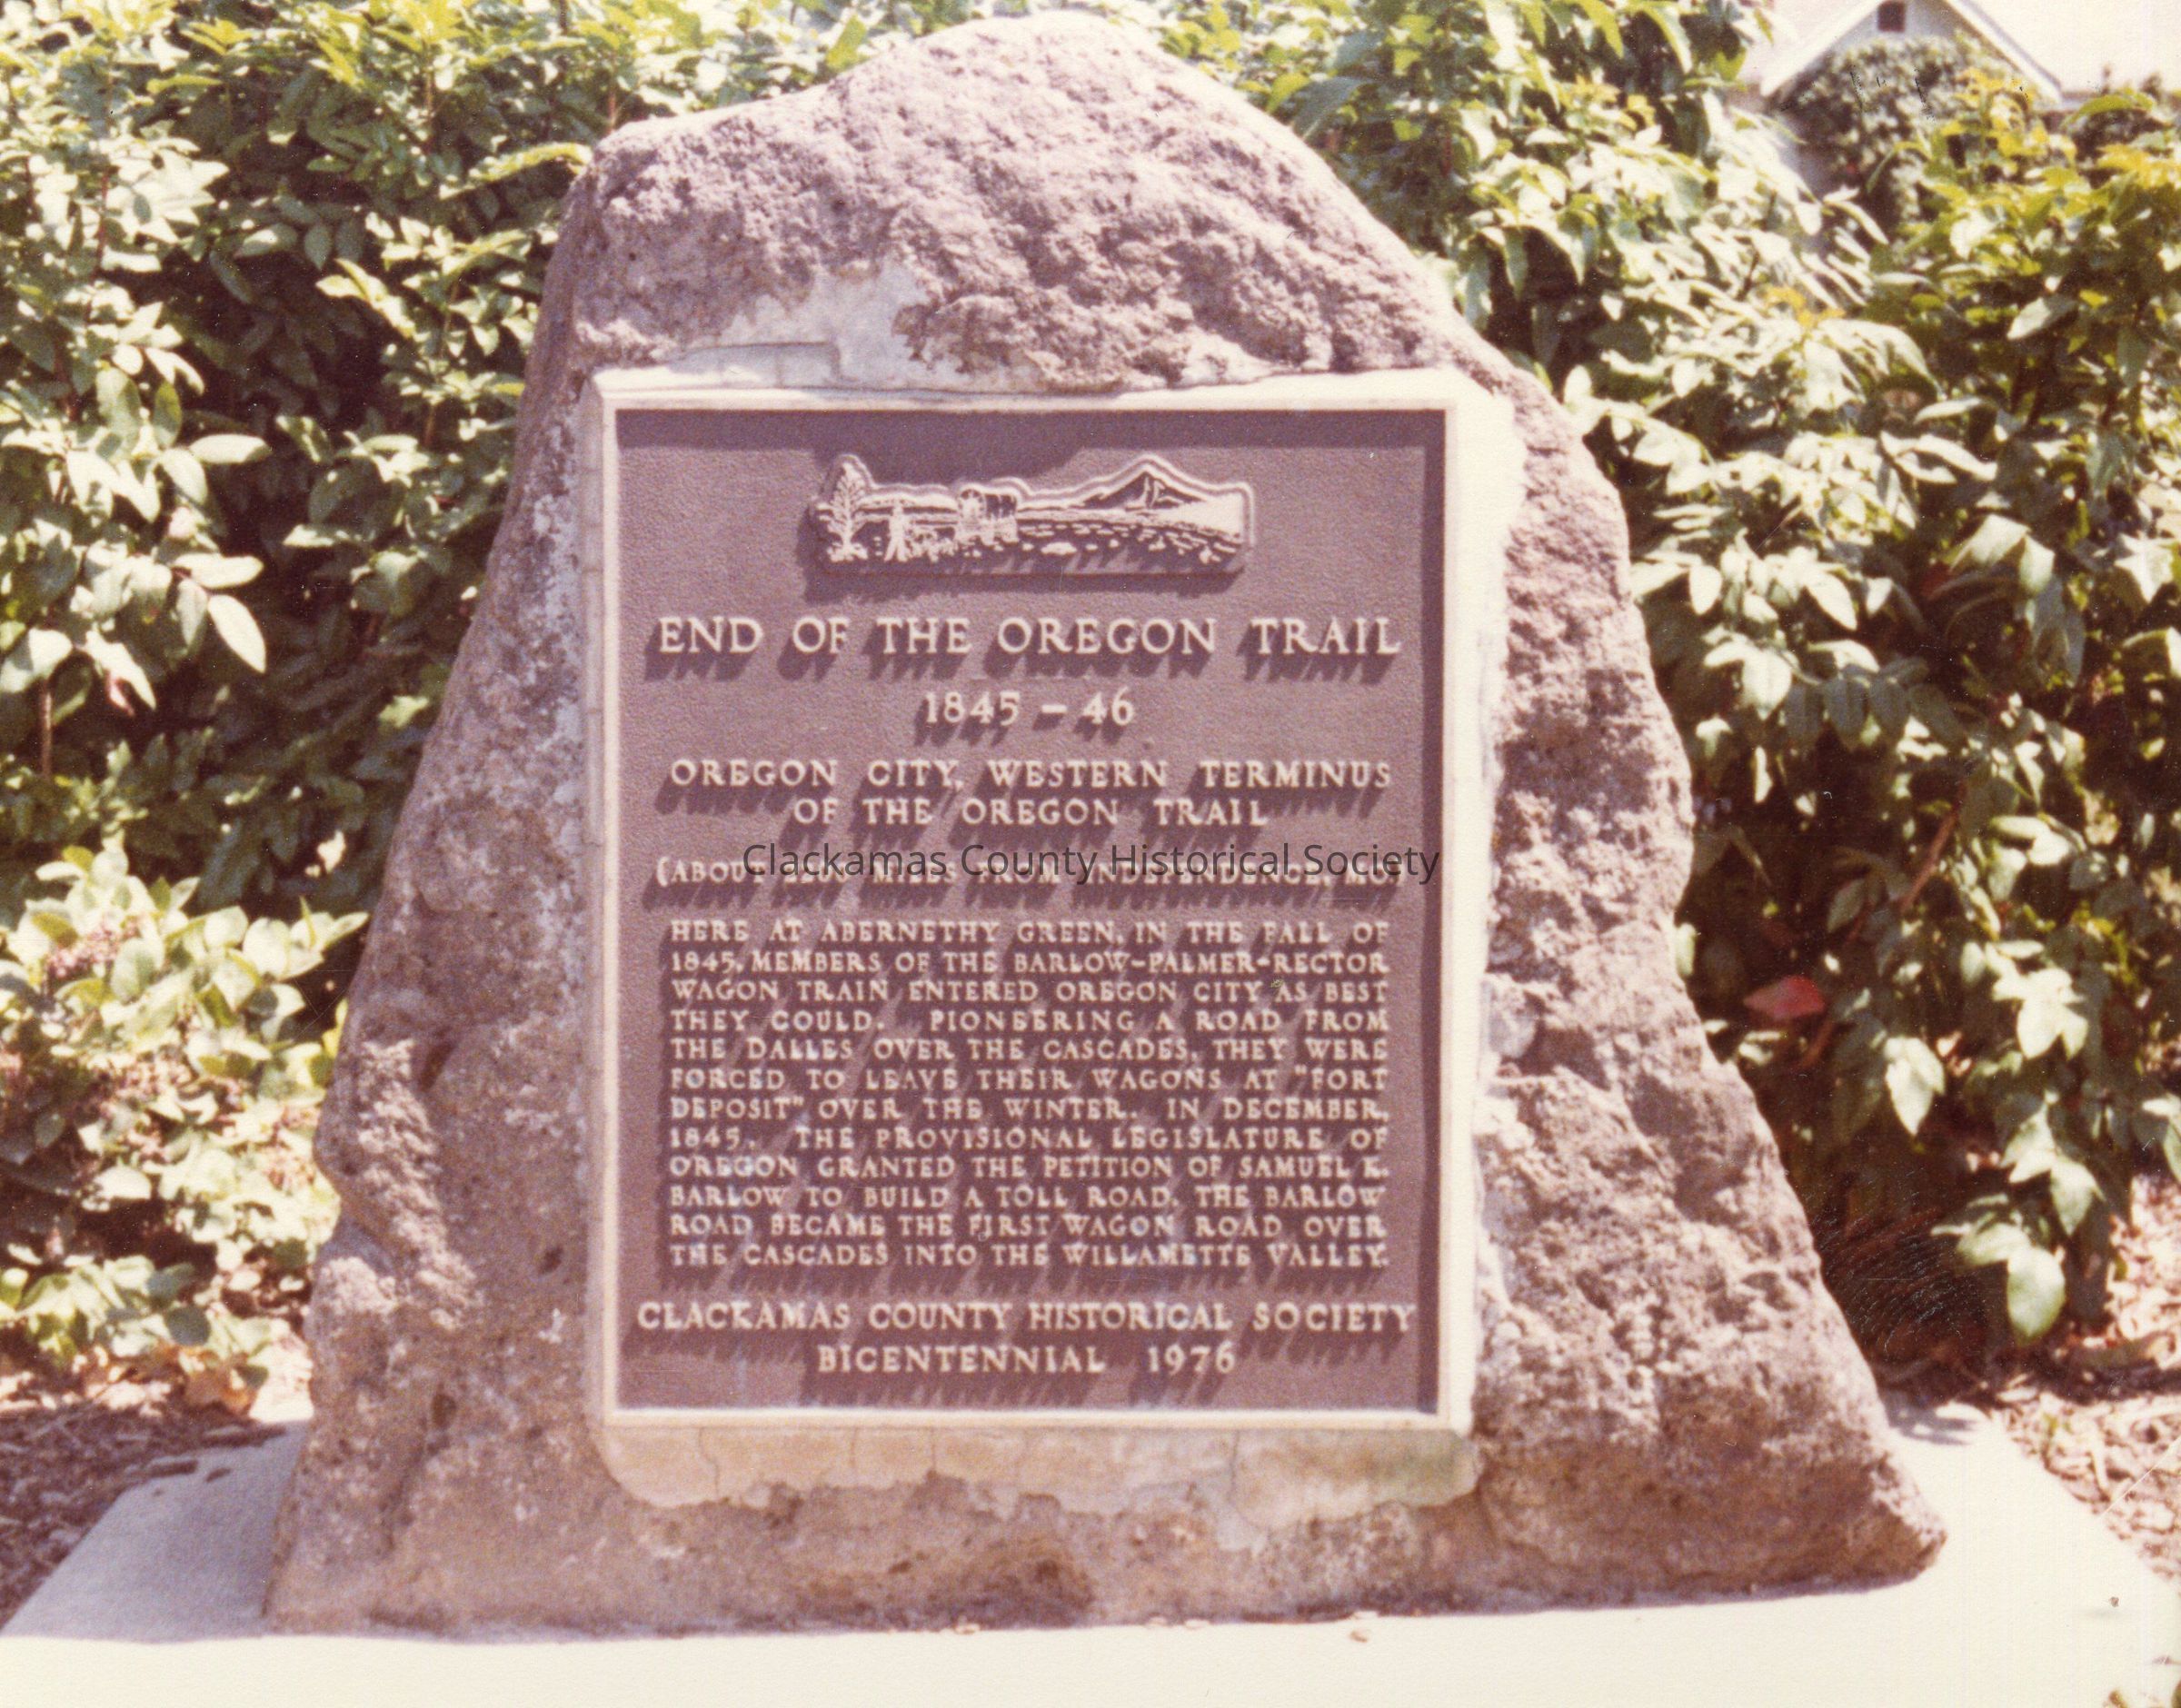 END OF THE OREGON TRAIL
1845 – 46
OREGON CITY, WESTERN TERMINUS
OF THE OREGON TRAIL
Clackamas County Historical Society
(ABOUT MILES FROM INDEPENDENCE, MO)
HERE AT ABERNETHY GREEN, IN THE FALL OF
1845, MEMBERS OF THE BARLOW-PALMER-RECTOR
WAGON TRAIN ENTERED OREGON CITY AS BEST
THEY COULD. PIONEERING A ROAD FROM
THE DALLES OVER THE CASCADES, THEY WERE
FORCED TO LEAVE THEIR WAGONS AT "FORT
DEPOSIT" OVER THE WINTER. IN DECEMBER,
1845, THE PROVISIONAL LEGISLATURE OF
OREGON GRANTED THE PETITION OF SAMUEL K.
BARLOW TO BUILD A TOLL ROAD. THE BARLOW
ROAD BECAME THE FIRST WAGON ROAD OVER
THE CASCADES INTO THE WILLAMETTE VALLEY.
CLACKAMAS COUNTY HISTORICAL SOCIETY
BICENTENNIAL 1976